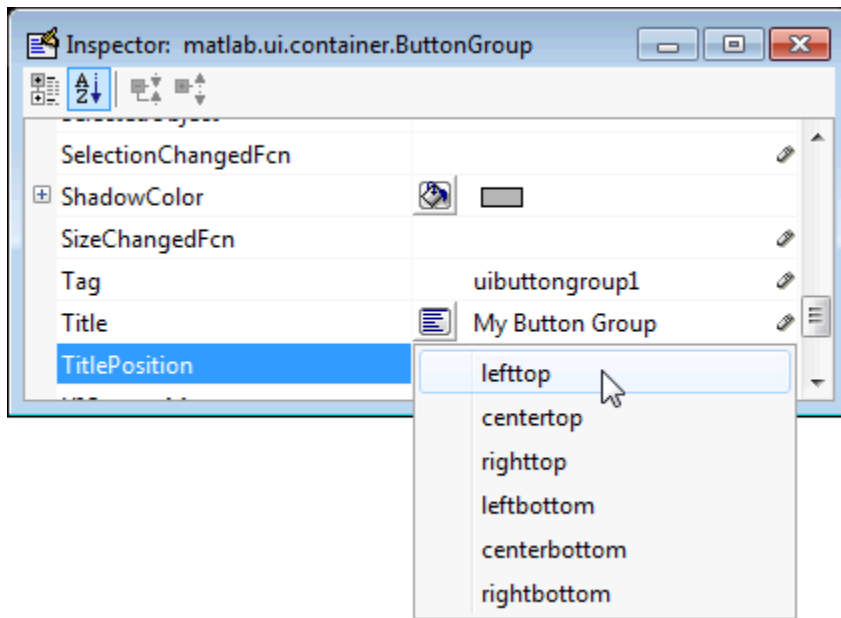 Inspector: matlab.ui.container.ButtonGroup
SelectionChangedFcn
ShadowColor
SizeChangedFcn
Tag uibuttongroup1
Title My Button Group
TitlePosition
lefttop
centertop
righttop
leftbottom
centerbottom
rightbottom